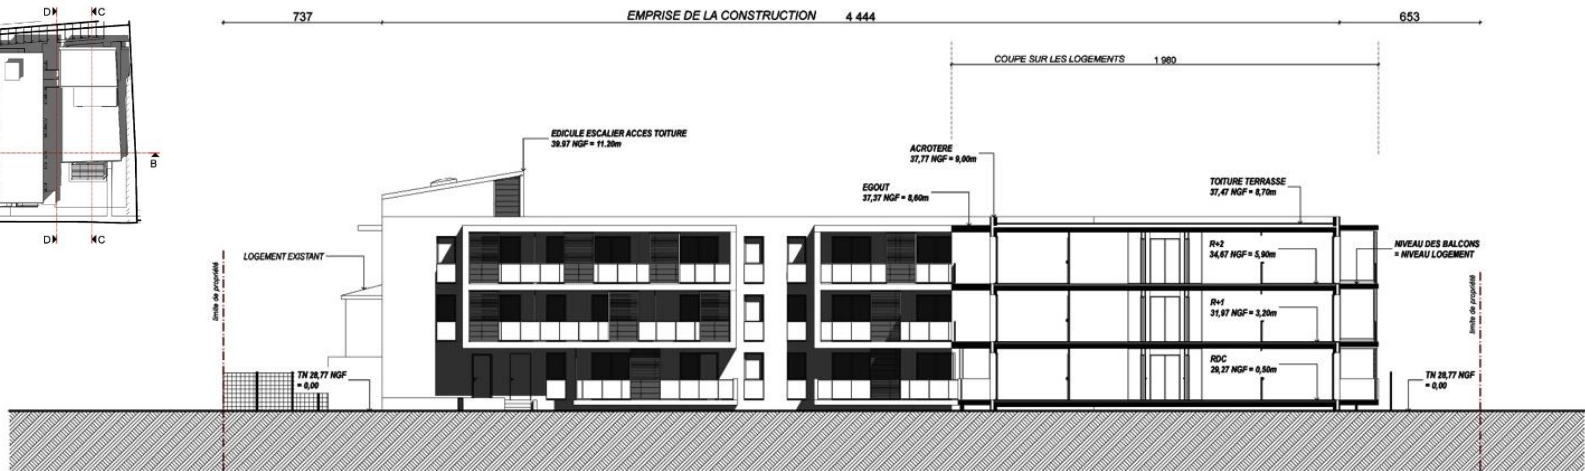 737
EMPRISE DE LA CONSTRUCTION 4 444
653
D C
COUPE SUR LES LOGEMENTS 1 980
B
D C
EDICULE ESCALIER ACCES TOITURE
39.97 NGF = 11.20m
ACROTERE
37,77 NGF = 9,00m
EGOUT
37,37 NGF = 8,60m
TOITURE TERRASSE
37,47 NGF = 8,70m
LOGEMENT EXISTANT
R+2
34,67 NGF = 5,90m
NIVEAU DES BALCONS
= NIVEAU LOGEMENT
limite de propriété
R+1
31,97 NGF = 3,20m
limite de propriété
RDC
29,27 NGF = 0,50m
TN 28,77 NGF
= 0,00
TN 28,77 NGF
= 0,00